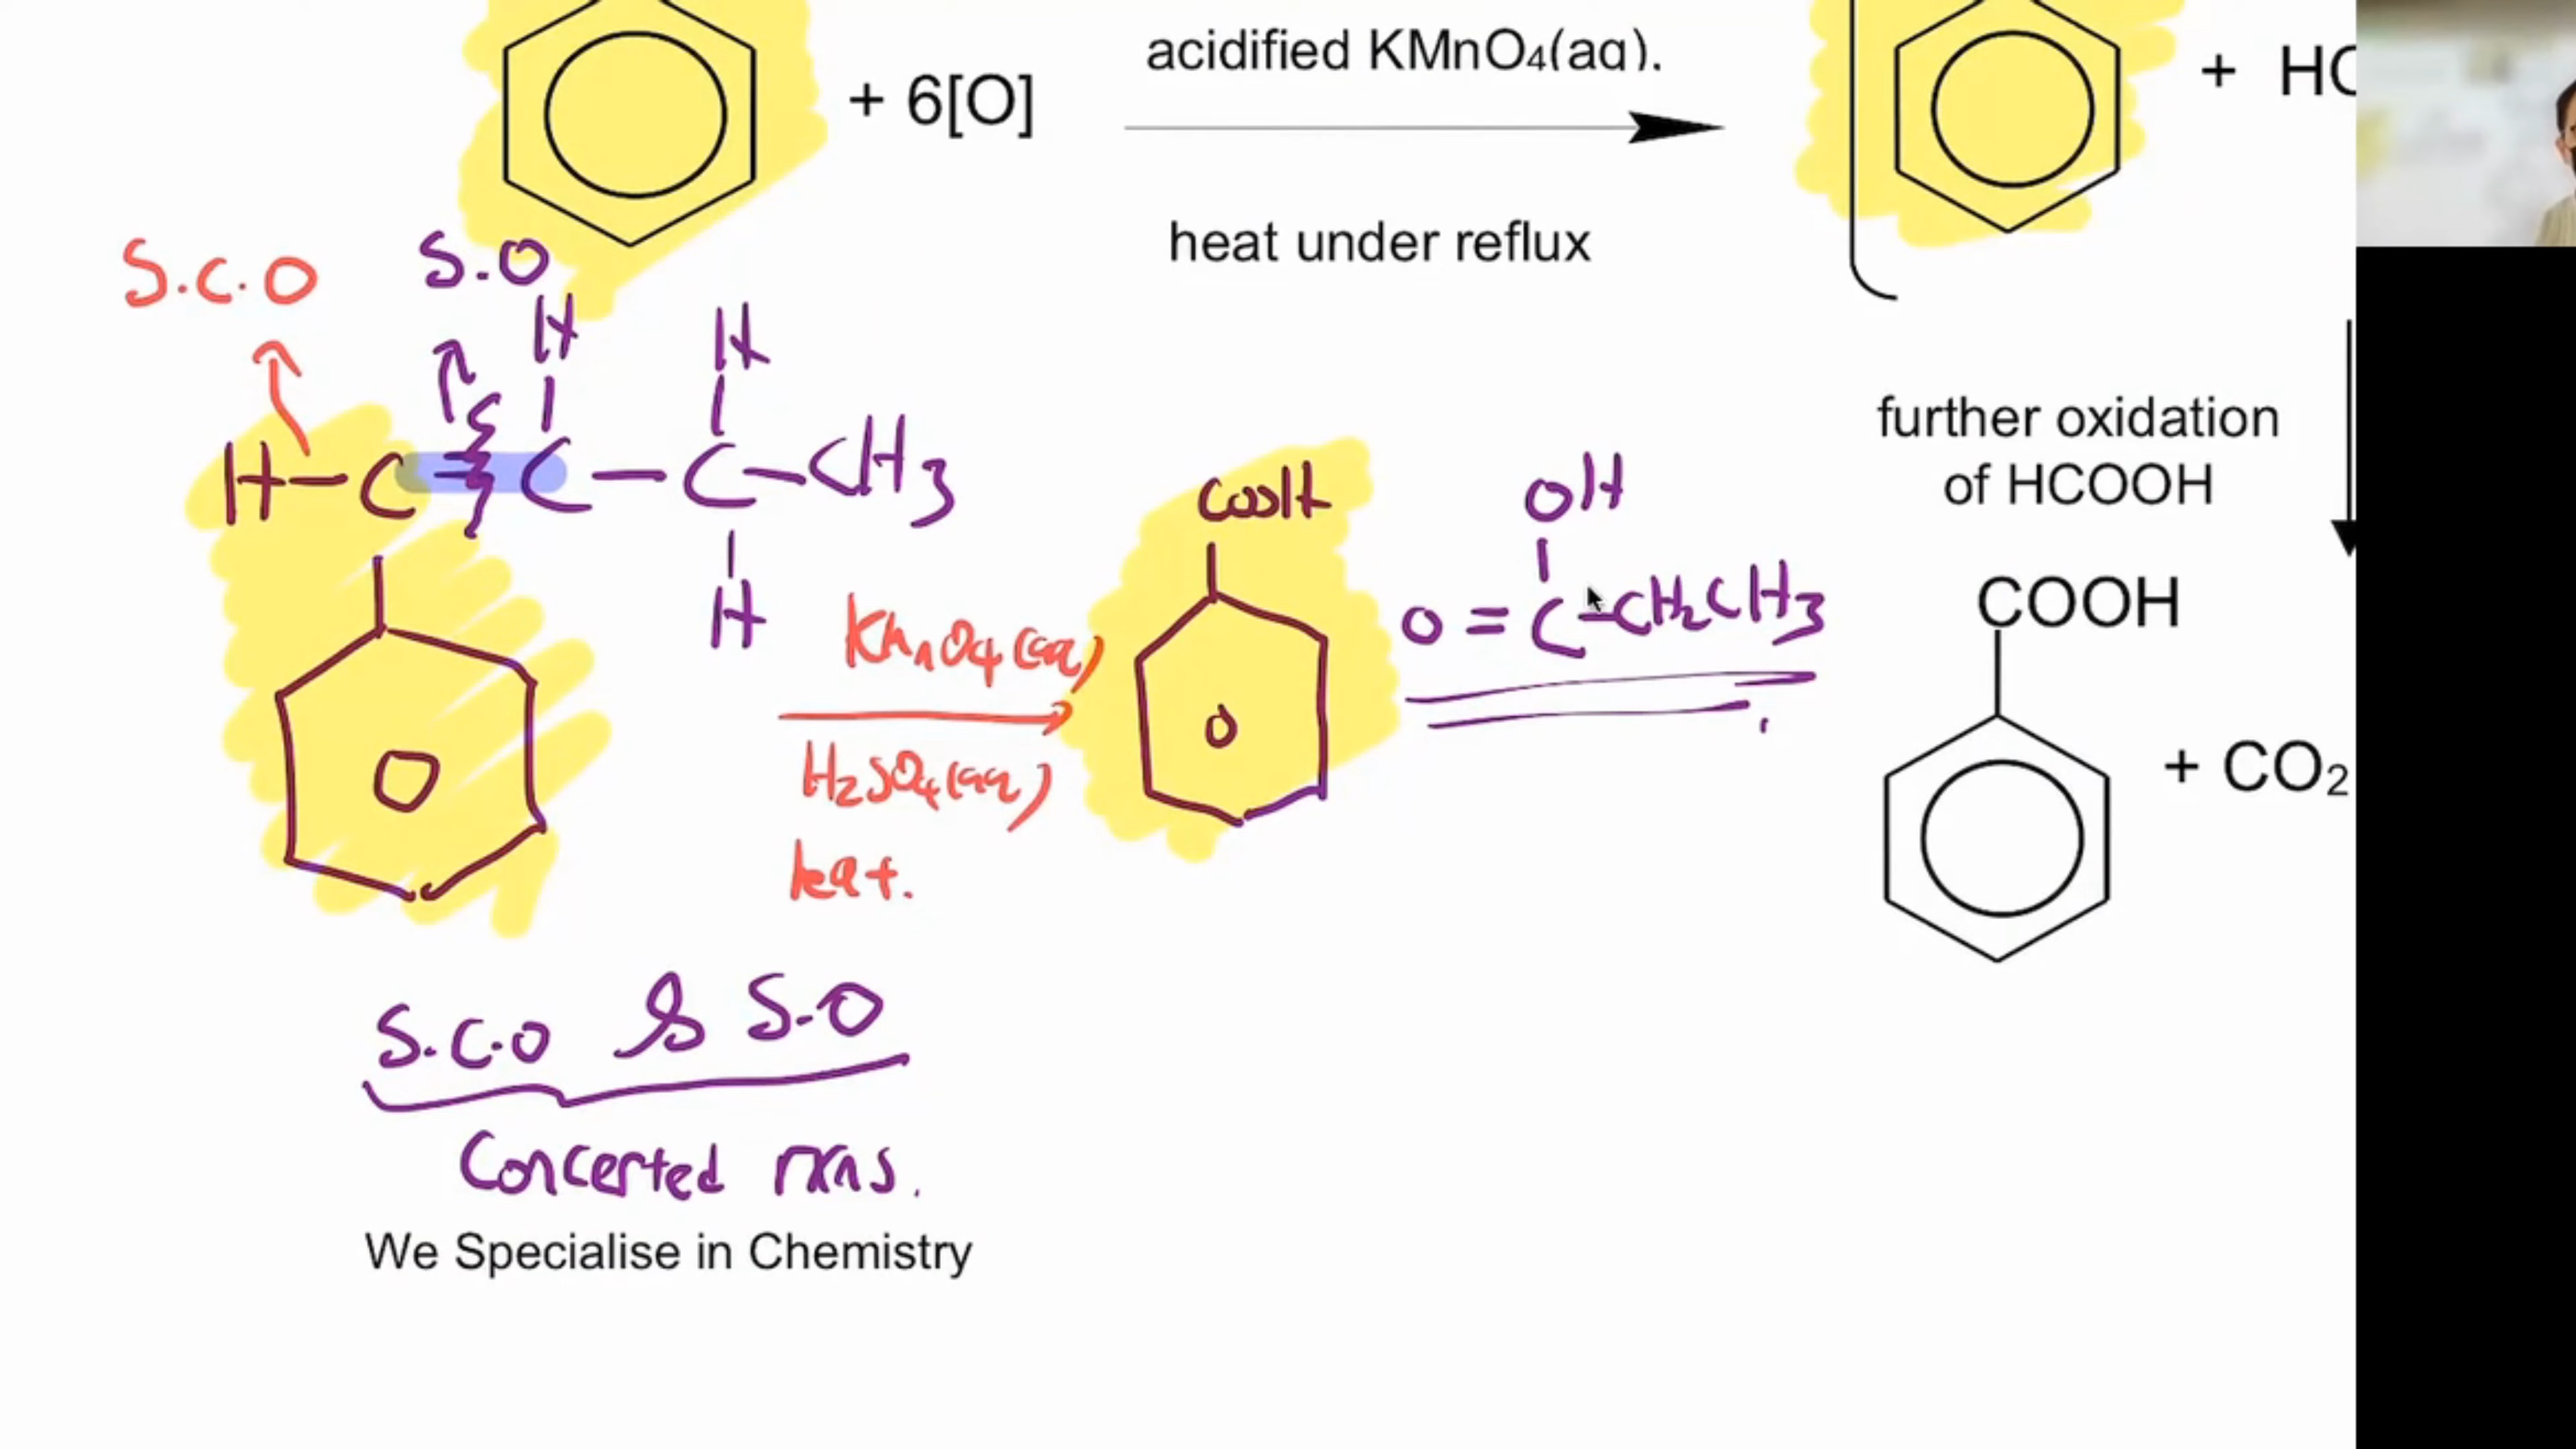 acidified KMnO4(aq).
+ 6[O]
+ HC
heat under reflux
S.C.O
S.O
H
H
H-C=C-C-CH3
H
further oxidation
of HCOOH
COOH
OH
O=C-CH2CH3
COOH
KMnO4(aq)
H2SO4(aq)
heat.
+ CO2
S.C.O & S.O
Concerted rxns.
We Specialise in Chemistry